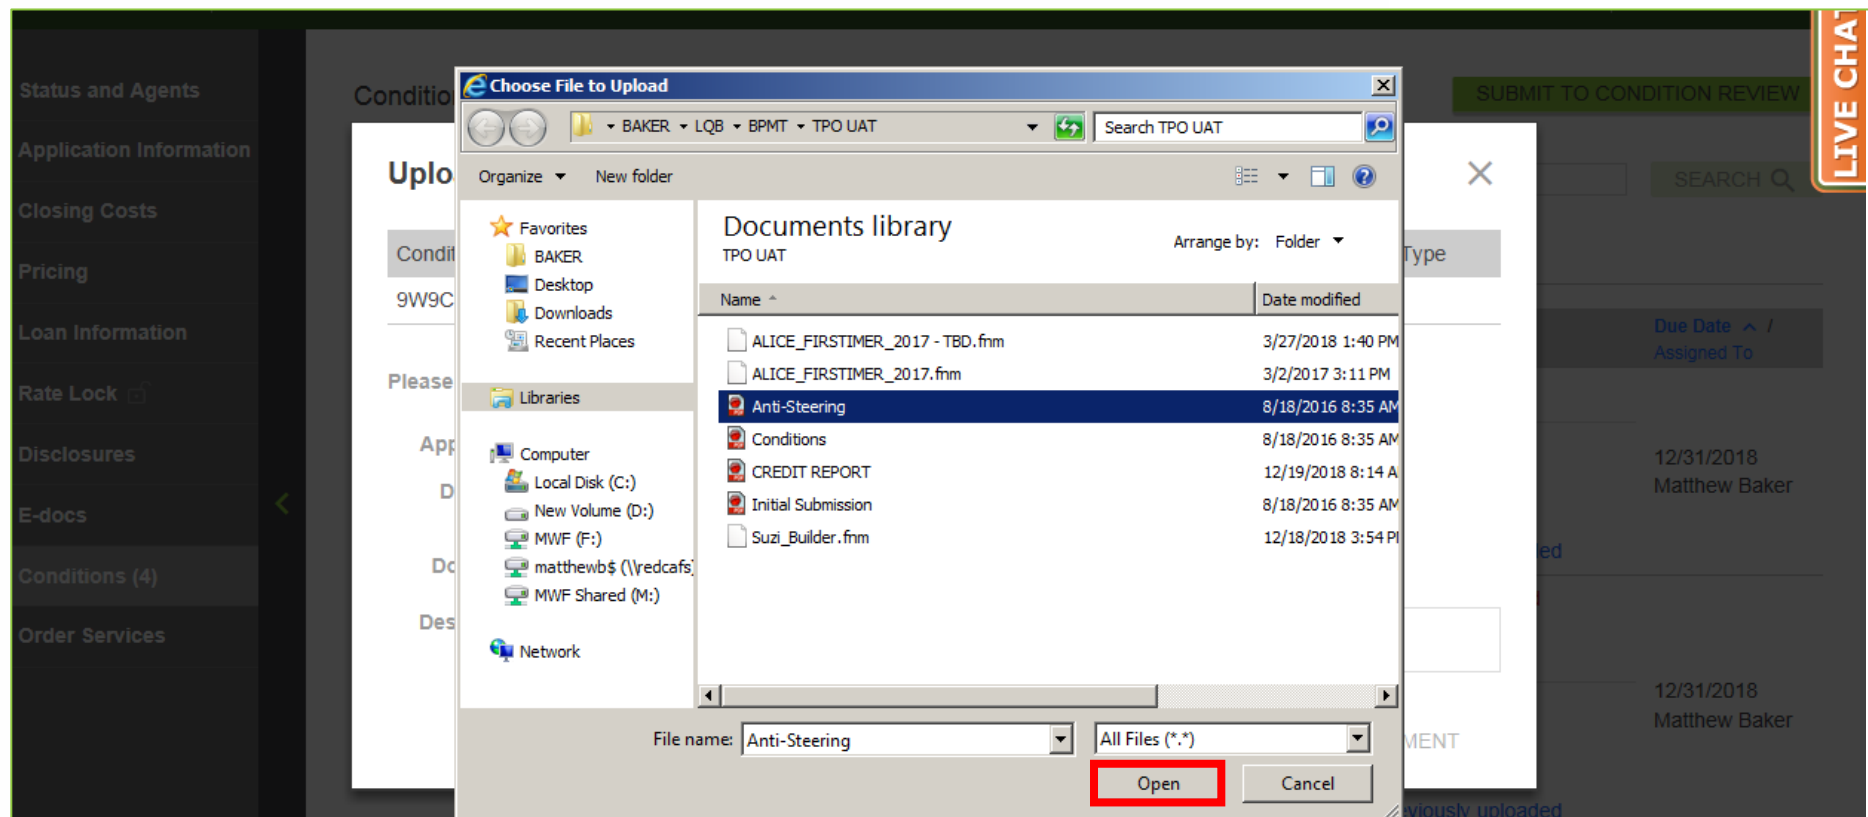 LIVE CHAT
Status and Agents
Application Information
Closing Costs
Pricing
Loan Information
Rate Lock
Disclosures
E-docs
Conditions (4)
Order Services
Conditio
SUBMIT TO CONDITION REVIEW
SEARCH
Uplo
Condit
Type
9W9C
Please
App
D
Do
Des
MENT
Due Date /
Assigned To
12/31/2018
Matthew Baker
12/31/2018
Matthew Baker
viously uploaded
Choose File to Upload
BAKER LQB BPMT TPO UAT
Search TPO UAT
Organize New folder
Favorites
BAKER
Desktop
Downloads
Recent Places
Libraries
Computer
Local Disk (C:)
New Volume (D:)
MWF (F:)
matthewb$ (\\redcafs)
MWF Shared (M:)
Network
Documents library
TPO UAT
Arrange by: Folder
Name Date modified
ALICE_FIRSTIMER_2017 - TBD.fnm 3/27/2018 1:40 PM
ALICE_FIRSTIMER_2017.fnm 3/2/2017 3:11 PM
Anti-Steering 8/18/2016 8:35 AM
Conditions 8/18/2016 8:35 AM
CREDIT REPORT 12/19/2018 8:14 A
Initial Submission 8/18/2016 8:35 AM
Suzi_Builder.fnm 12/18/2018 3:54 PM
File name: Anti-Steering All Files (*.*)
Open Cancel